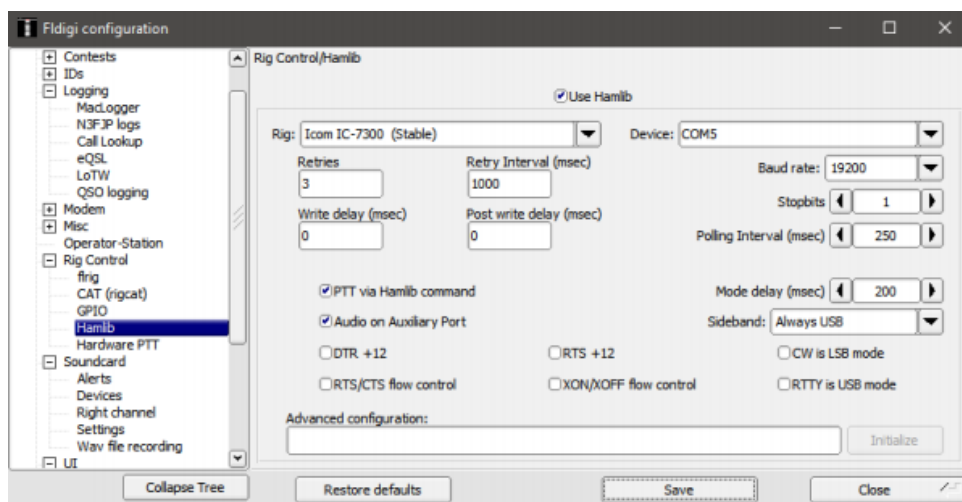 Fldigi configuration
Contests
IDs
Logging
MacLogger
N3FJP logs
Call Lookup
eQSL
LoTW
QSO logging
Modem
Misc
Operator-Station
Rig Control
flrig
CAT (rigcat)
GPIO
Hamlib
Hardware PTT
Soundcard
Alerts
Devices
Right channel
Settings
Wav file recording
UI
Collapse Tree
Rig Control/Hamlib
Use Hamlib
Rig: Icom IC-7300 (Stable) Device: COM5
Retries Retry Interval (msec)
3 1000
Baud rate: 19200
Write delay (msec) Post write delay (msec)
0 0
Stopbits 1
Polling Interval (msec) 250
PTT via Hamlib command Mode delay (msec) 200
Audio on Auxiliary Port Sideband: Always USB
DTR +12 RTS +12 CW is LSB mode
RTS/CTS flow control XON/XOFF flow control RTTY is USB mode
Advanced configuration:
Initialize
Restore defaults Save Close